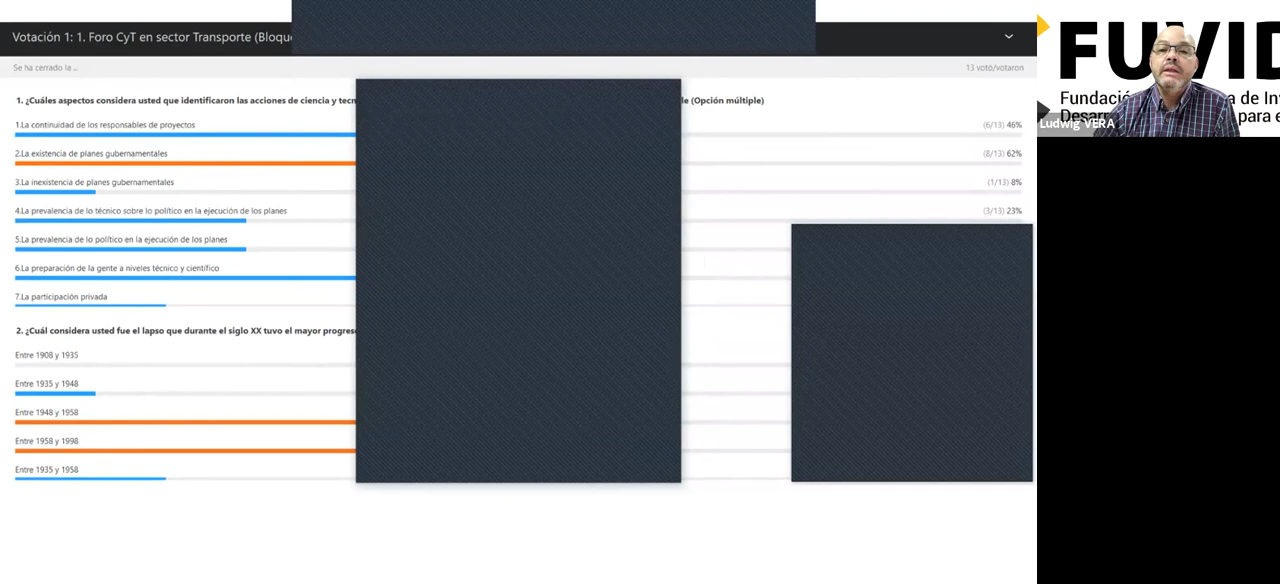 Votación 1: 1. Foro CyT en sector Transporte (Bloqu
Se ha cerrado la ...
13 votó/votaron
1. ¿Cuáles aspectos considera usted que identificaron las acciones de ciencia y tecn
le (Opción múltiple)
1.La continuidad de los responsables de proyectos
(6/13) 46%
2.La existencia de planes gubernamentales
(8/13) 62%
3.La inexistencia de planes gubernamentales
(1/13) 8%
4.La prevalencia de lo técnico sobre lo político en la ejecución de los planes
(3/13) 23%
5.La prevalencia de lo político en la ejecución de los planes
6.La preparación de la gente a niveles técnico y científico
7.La participación privada
2. ¿Cuál considera usted fue el lapso que durante el siglo XX tuvo el mayor progres
Entre 1908 y 1935
Entre 1935 y 1948
Entre 1948 y 1958
Entre 1958 y 1998
Entre 1935 y 1958
FUVID
Fundació a de In
Desarr para e
Ludwig VERA